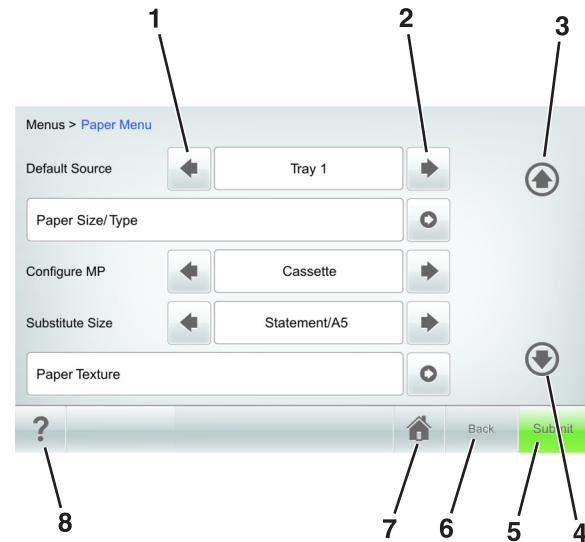 1 2 3
Menus > Paper Menu
Default Source Tray 1
Paper Size/Type
Configure MP Cassette
Substitute Size Statement/A5
Paper Texture
? Back Submit
8 7 6 5 4